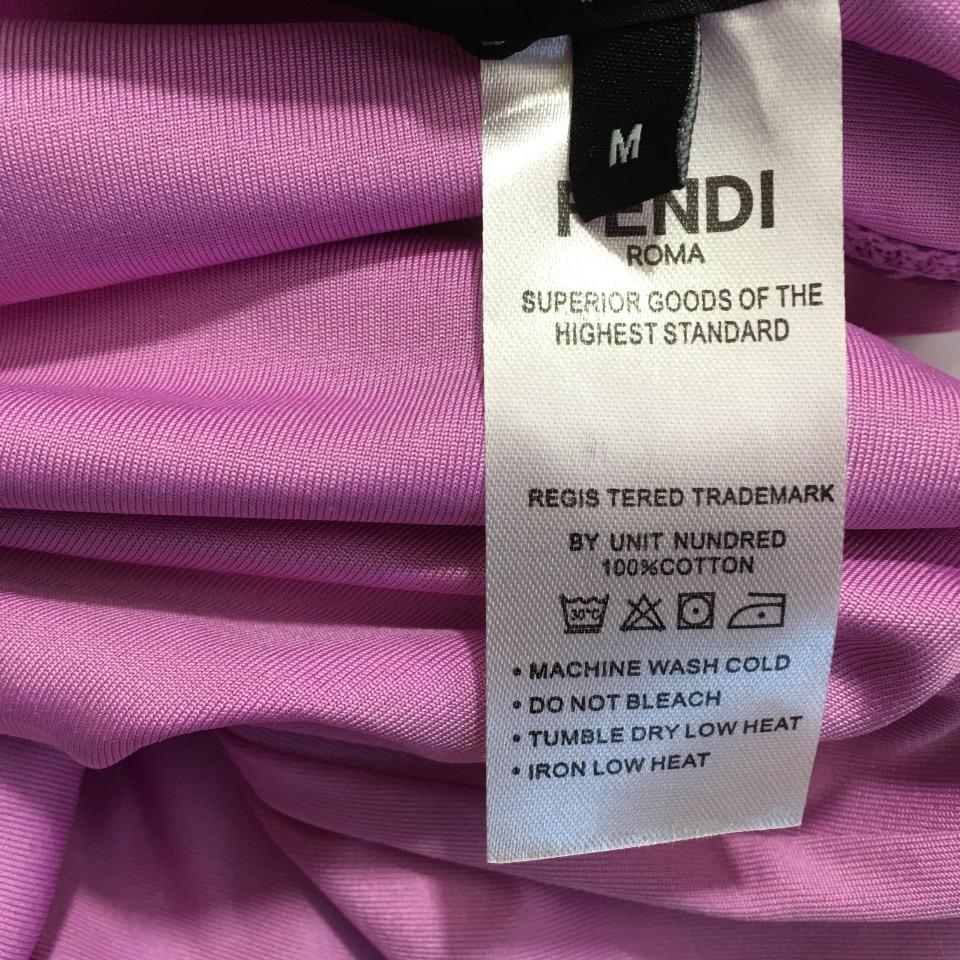 M
FENDI
ROMA
SUPERIOR GOODS OF THE
HIGHEST STANDARD
REGIS TERED TRADEMARK
BY UNIT NUNDRED
100%COTTON
30°C
• MACHINE WASH COLD
• DO NOT BLEACH
• TUMBLE DRY LOW HEAT
• IRON LOW HEAT